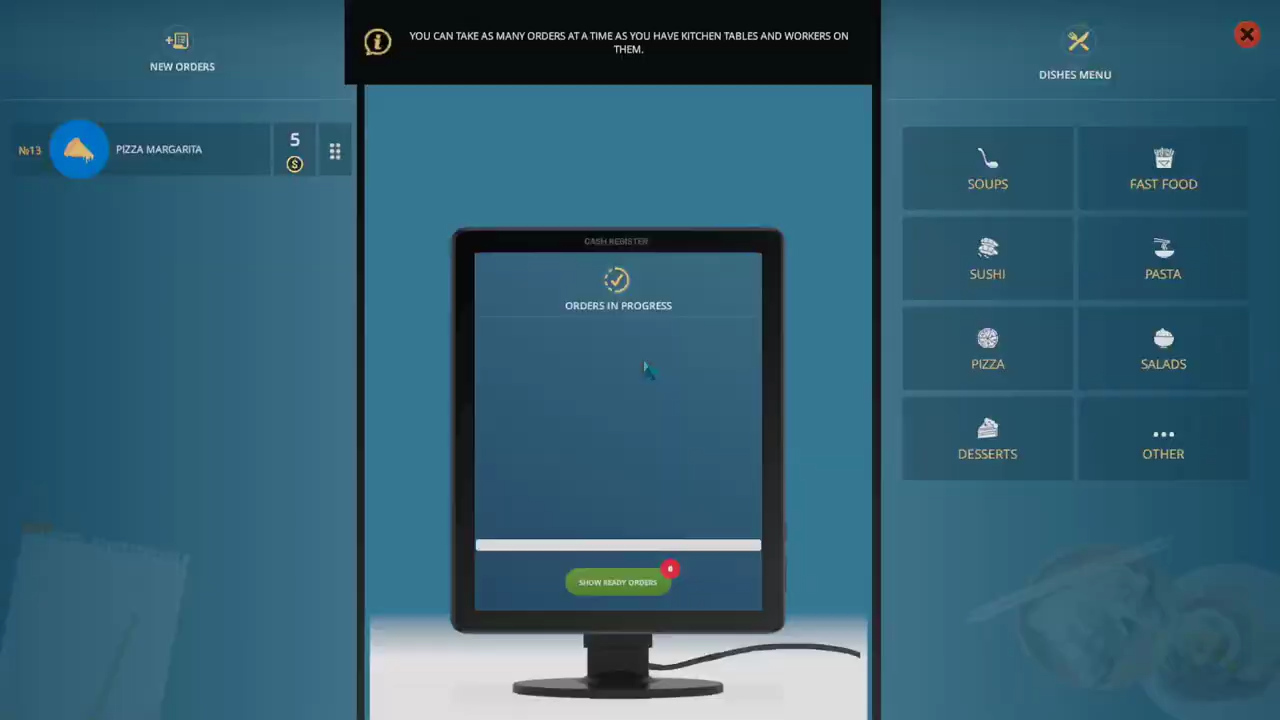 NEW ORDERS
№13
PIZZA MARGARITA
5
$
YOU CAN TAKE AS MANY ORDERS AT A TIME AS YOU HAVE KITCHEN TABLES AND WORKERS ON
THEM.
CASH REGISTER
ORDERS IN PROGRESS
SHOW READY ORDERS
DISHES MENU
SOUPS
FAST FOOD
SUSHI
PASTA
PIZZA
SALADS
DESSERTS
OTHER